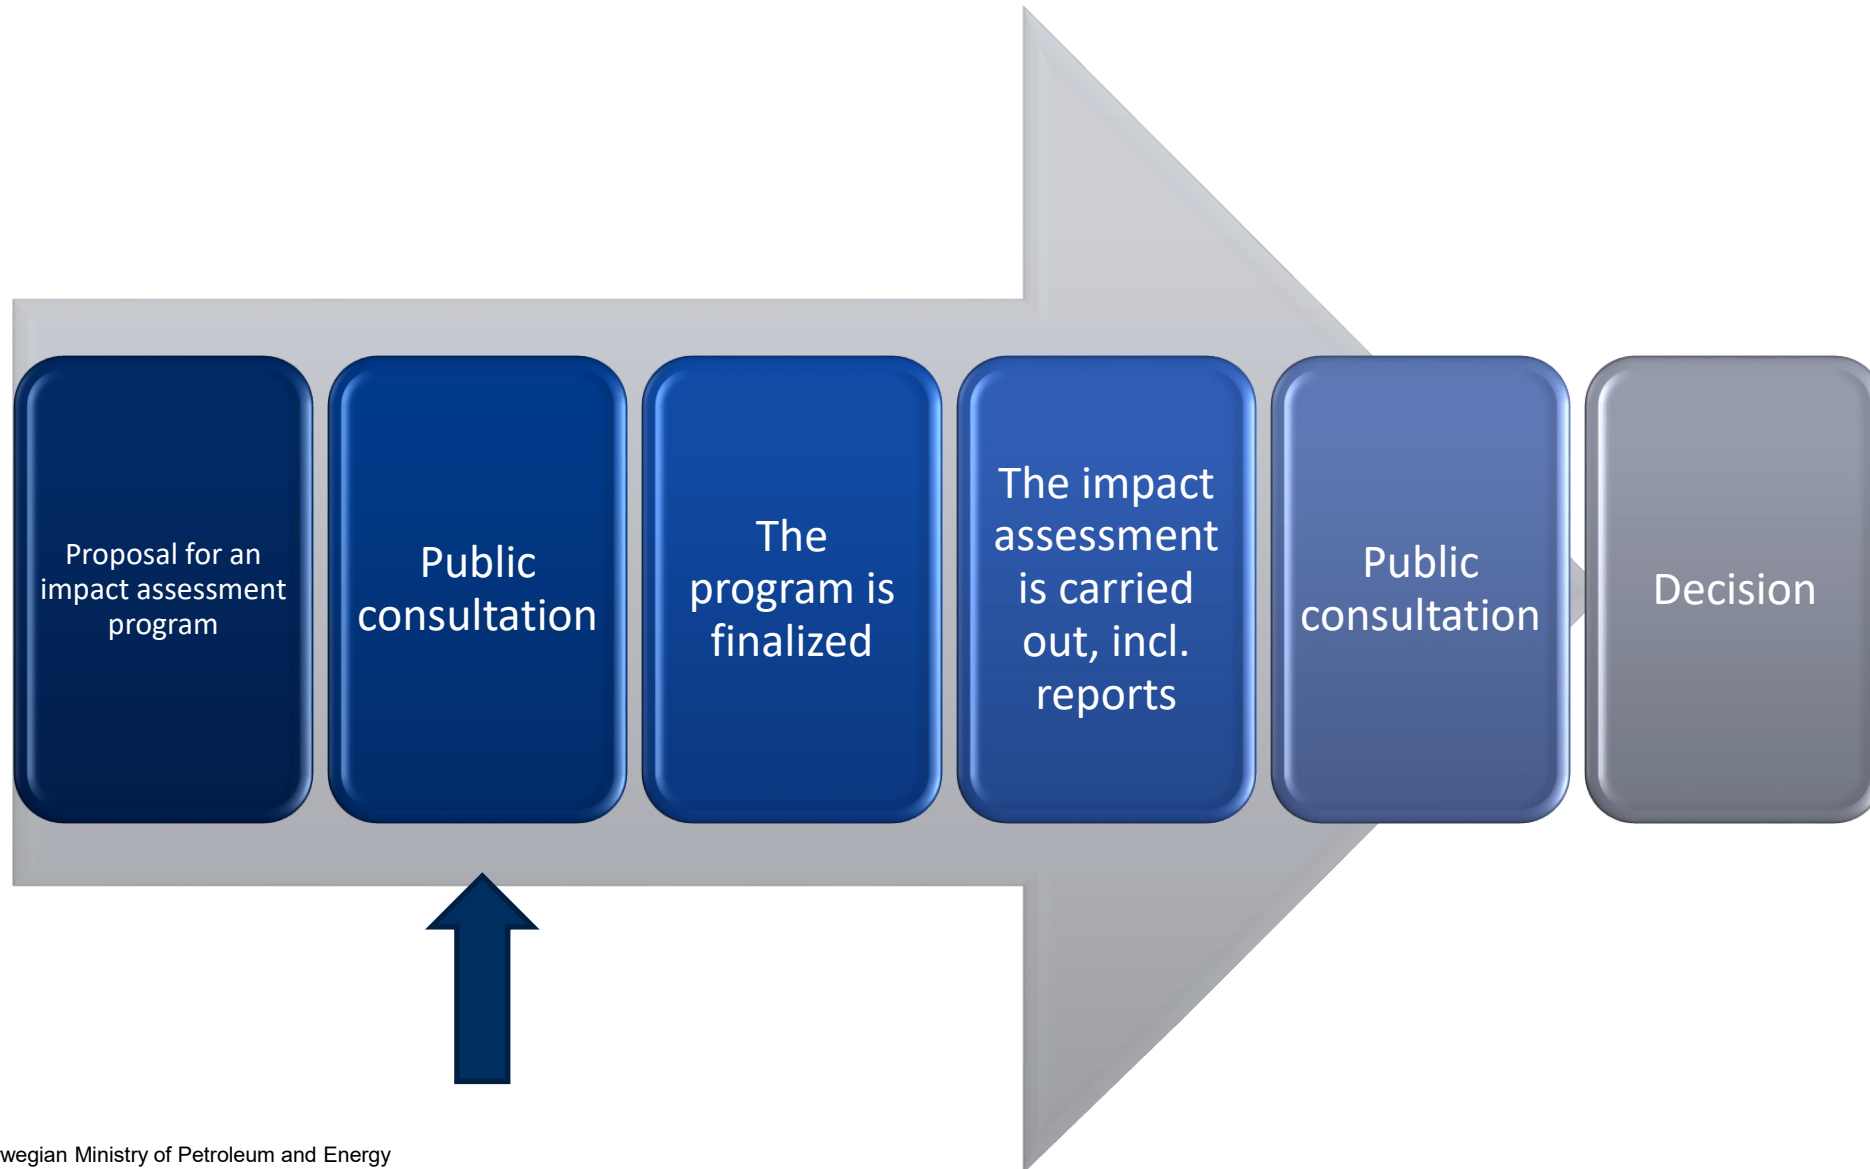 Proposal for an
impact assessment
program
Public
consultation
The
program is
finalized
The impact
assessment
is carried
out, incl.
reports
Public
consultation
Decision
wegian Ministry of Petroleum and Energy